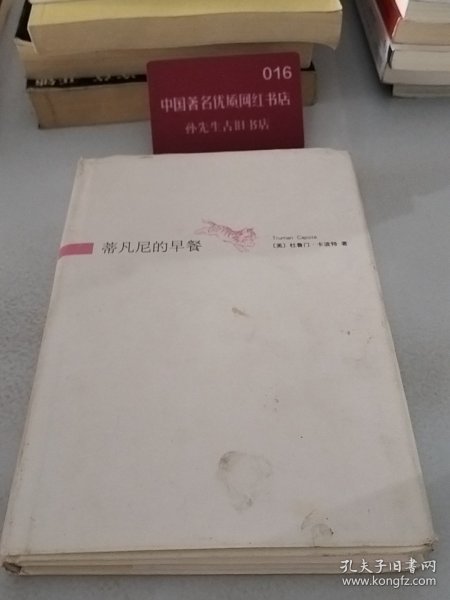 016
中国著名优质网红书店
孙先生古旧书店
蒂凡尼的早餐
Truman Capote
〔美〕杜鲁门·卡波特 著
孔夫子旧书网
www.kongfz.com